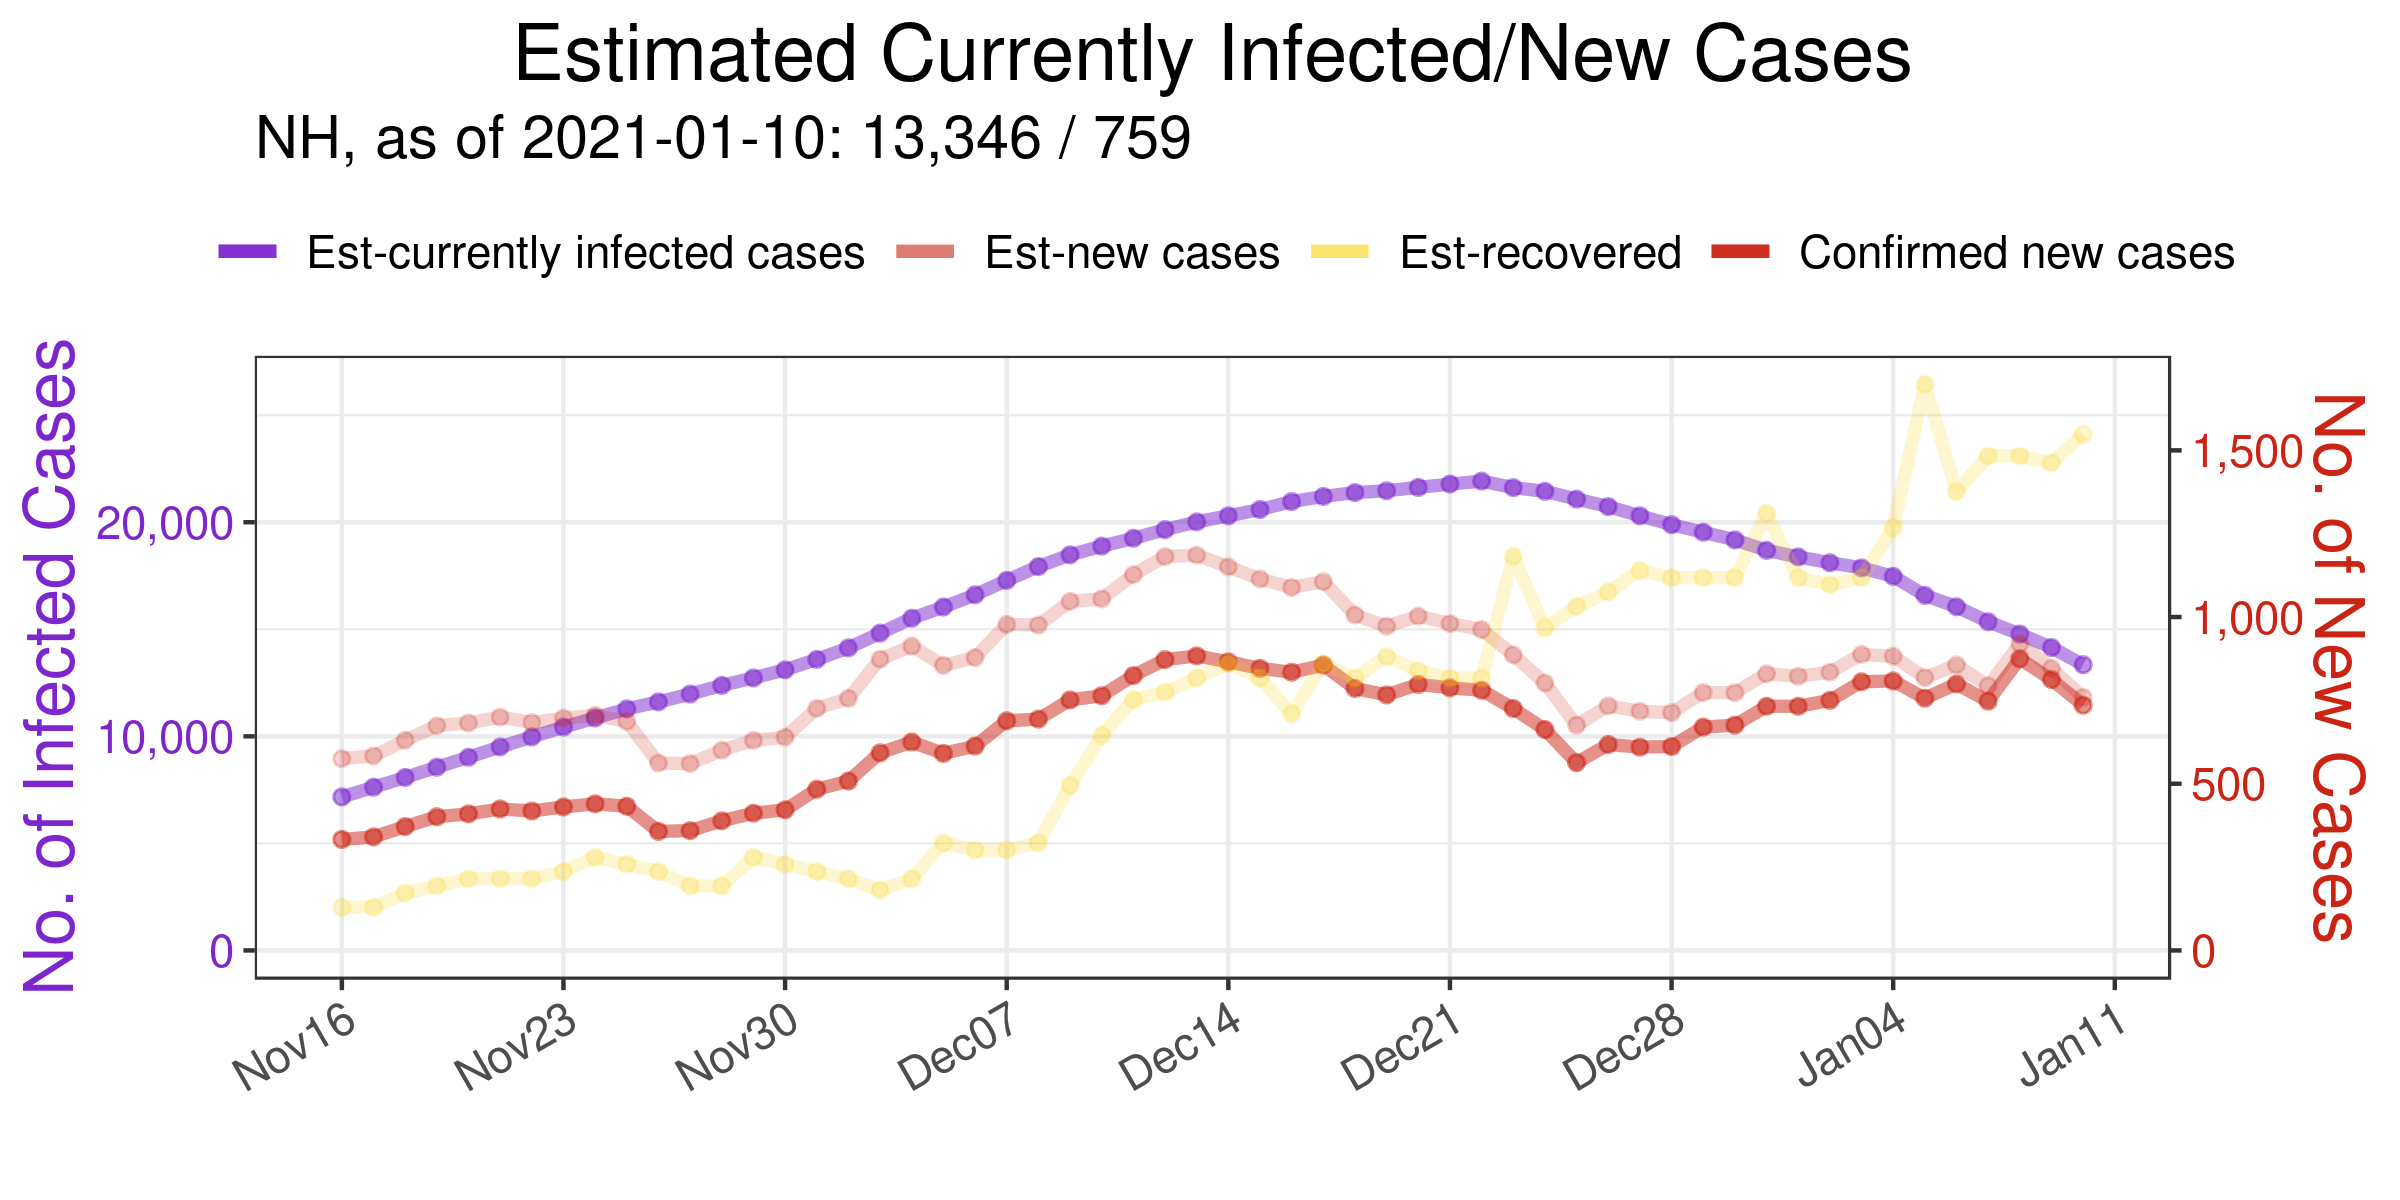 Estimated Currently Infected/New Cases
NH, as of 2021-01-10: 13,346 / 759
Est-currently infected cases Est-new cases Est-recovered Confirmed new cases
No. of Infected Cases
20,000
10,000
0
1,500
1,000
500
0
No. of New Cases
Nov16 Nov23 Nov30 Dec07 Dec14 Dec21 Dec28 Jan04 Jan11